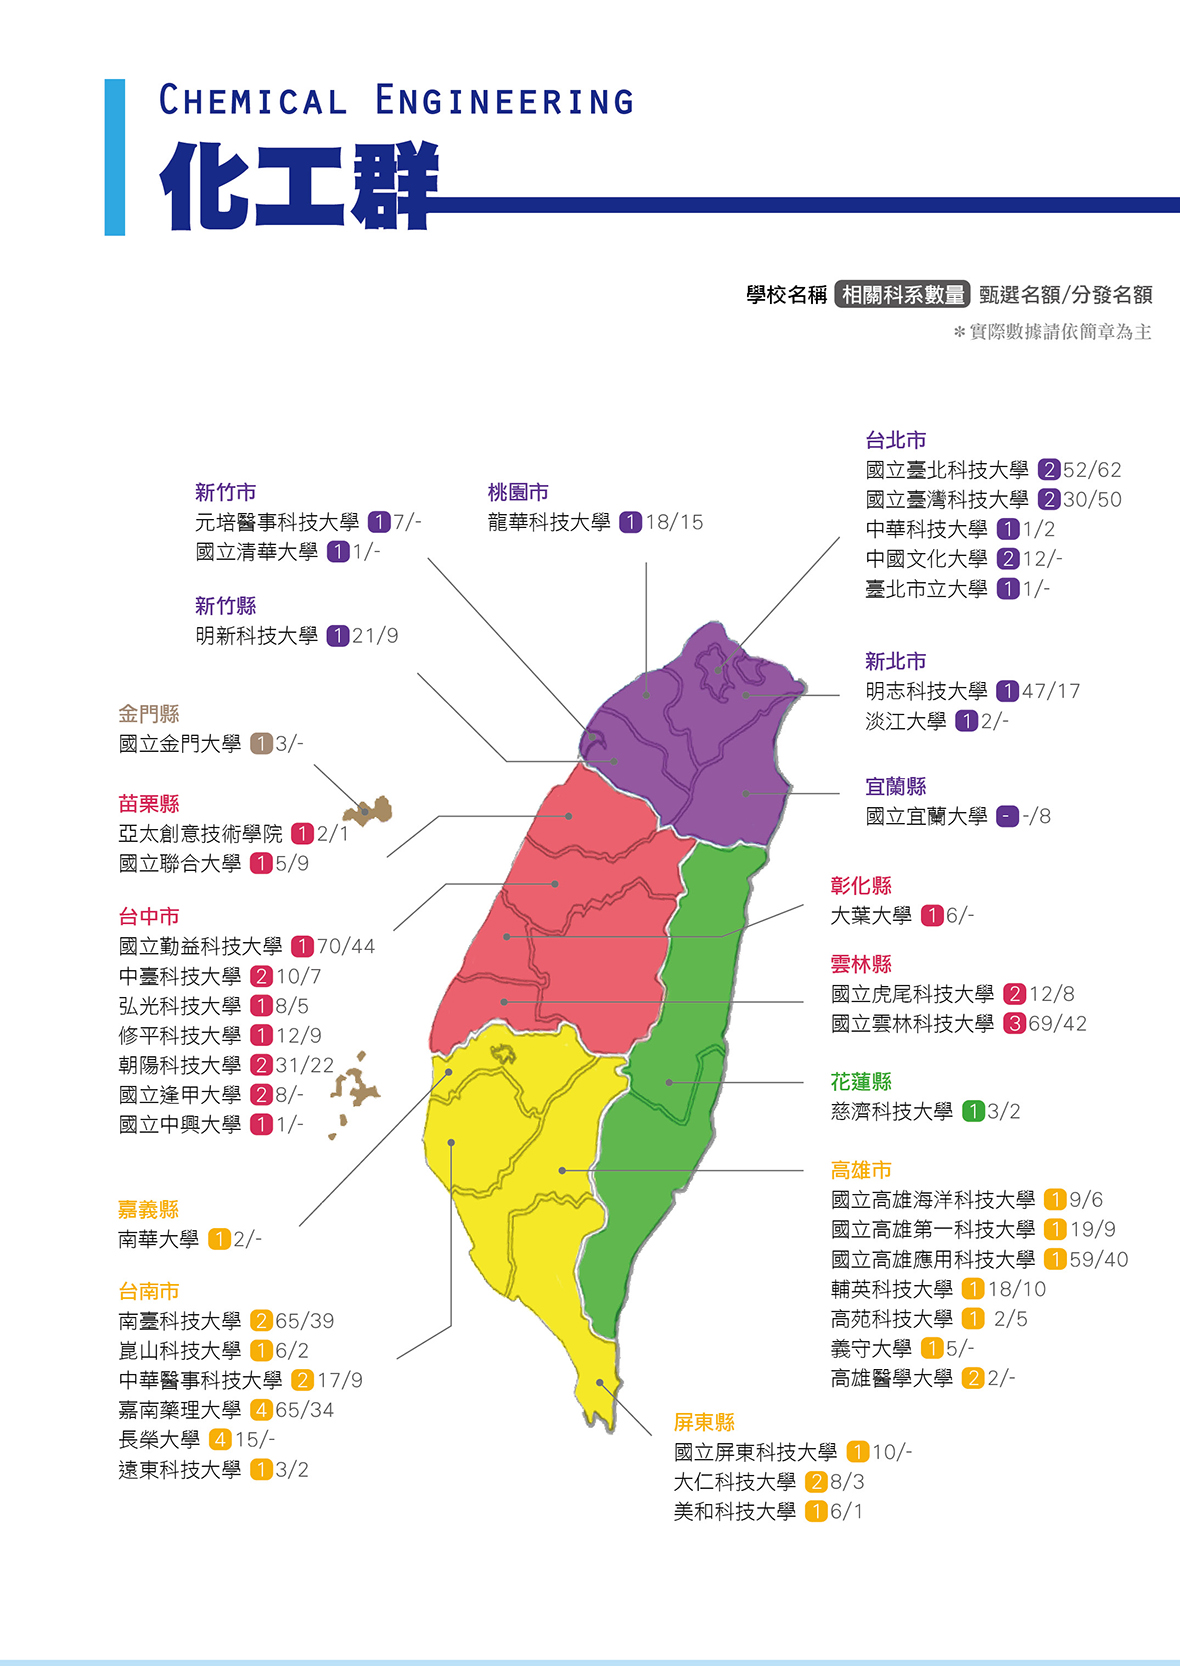 CHEMICAL ENGINEERING
化工群
學校名稱 相關科系數量 甄選名額/分發名額
＊實際數據請依簡章為主
新竹市
元培醫事科技大學 1 7/-
國立清華大學 1 1/-
新竹縣
明新科技大學 1 21/9
桃園市
龍華科技大學 1 18/15
台北市
國立臺北科技大學 2 52/62
國立臺灣科技大學 2 30/50
中華科技大學 1 1/2
中國文化大學 2 12/-
臺北市立大學 1 1/-
新北市
明志科技大學 1 47/17
淡江大學 1 2/-
宜蘭縣
國立宜蘭大學 - -/8
金門縣
國立金門大學 1 3/-
苗栗縣
亞太創意技術學院 1 2/1
國立聯合大學 1 5/9
台中市
國立勤益科技大學 1 70/44
中臺科技大學 2 10/7
弘光科技大學 1 8/5
修平科技大學 1 12/9
朝陽科技大學 2 31/22
國立逢甲大學 2 8/-
國立中興大學 1 1/-
彰化縣
大葉大學 1 6/-
雲林縣
國立虎尾科技大學 2 12/8
國立雲林科技大學 3 69/42
花蓮縣
慈濟科技大學 1 3/2
嘉義縣
南華大學 1 2/-
台南市
南臺科技大學 2 65/39
崑山科技大學 1 6/2
中華醫事科技大學 2 17/9
嘉南藥理大學 4 65/34
長榮大學 4 15/-
遠東科技大學 1 3/2
高雄市
國立高雄海洋科技大學 1 9/6
國立高雄第一科技大學 1 19/9
國立高雄應用科技大學 1 59/40
輔英科技大學 1 18/10
高苑科技大學 1 2/5
義守大學 1 5/-
高雄醫學大學 2 2/-
屏東縣
國立屏東科技大學 1 10/-
大仁科技大學 2 8/3
美和科技大學 1 6/1